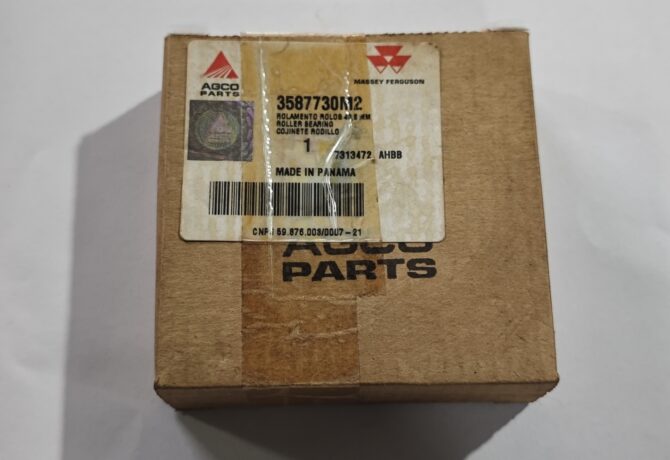 AGCO
PARTS
MASSEY FERGUSON
3587730M2
ROLAMENTO ROLOS MM
ROLLER BEARING
COJINETE RODILLO
1
7313472 AHBB
MADE IN PANAMA
CNPJ 59.876.003/0007-21
AGCO
PARTS